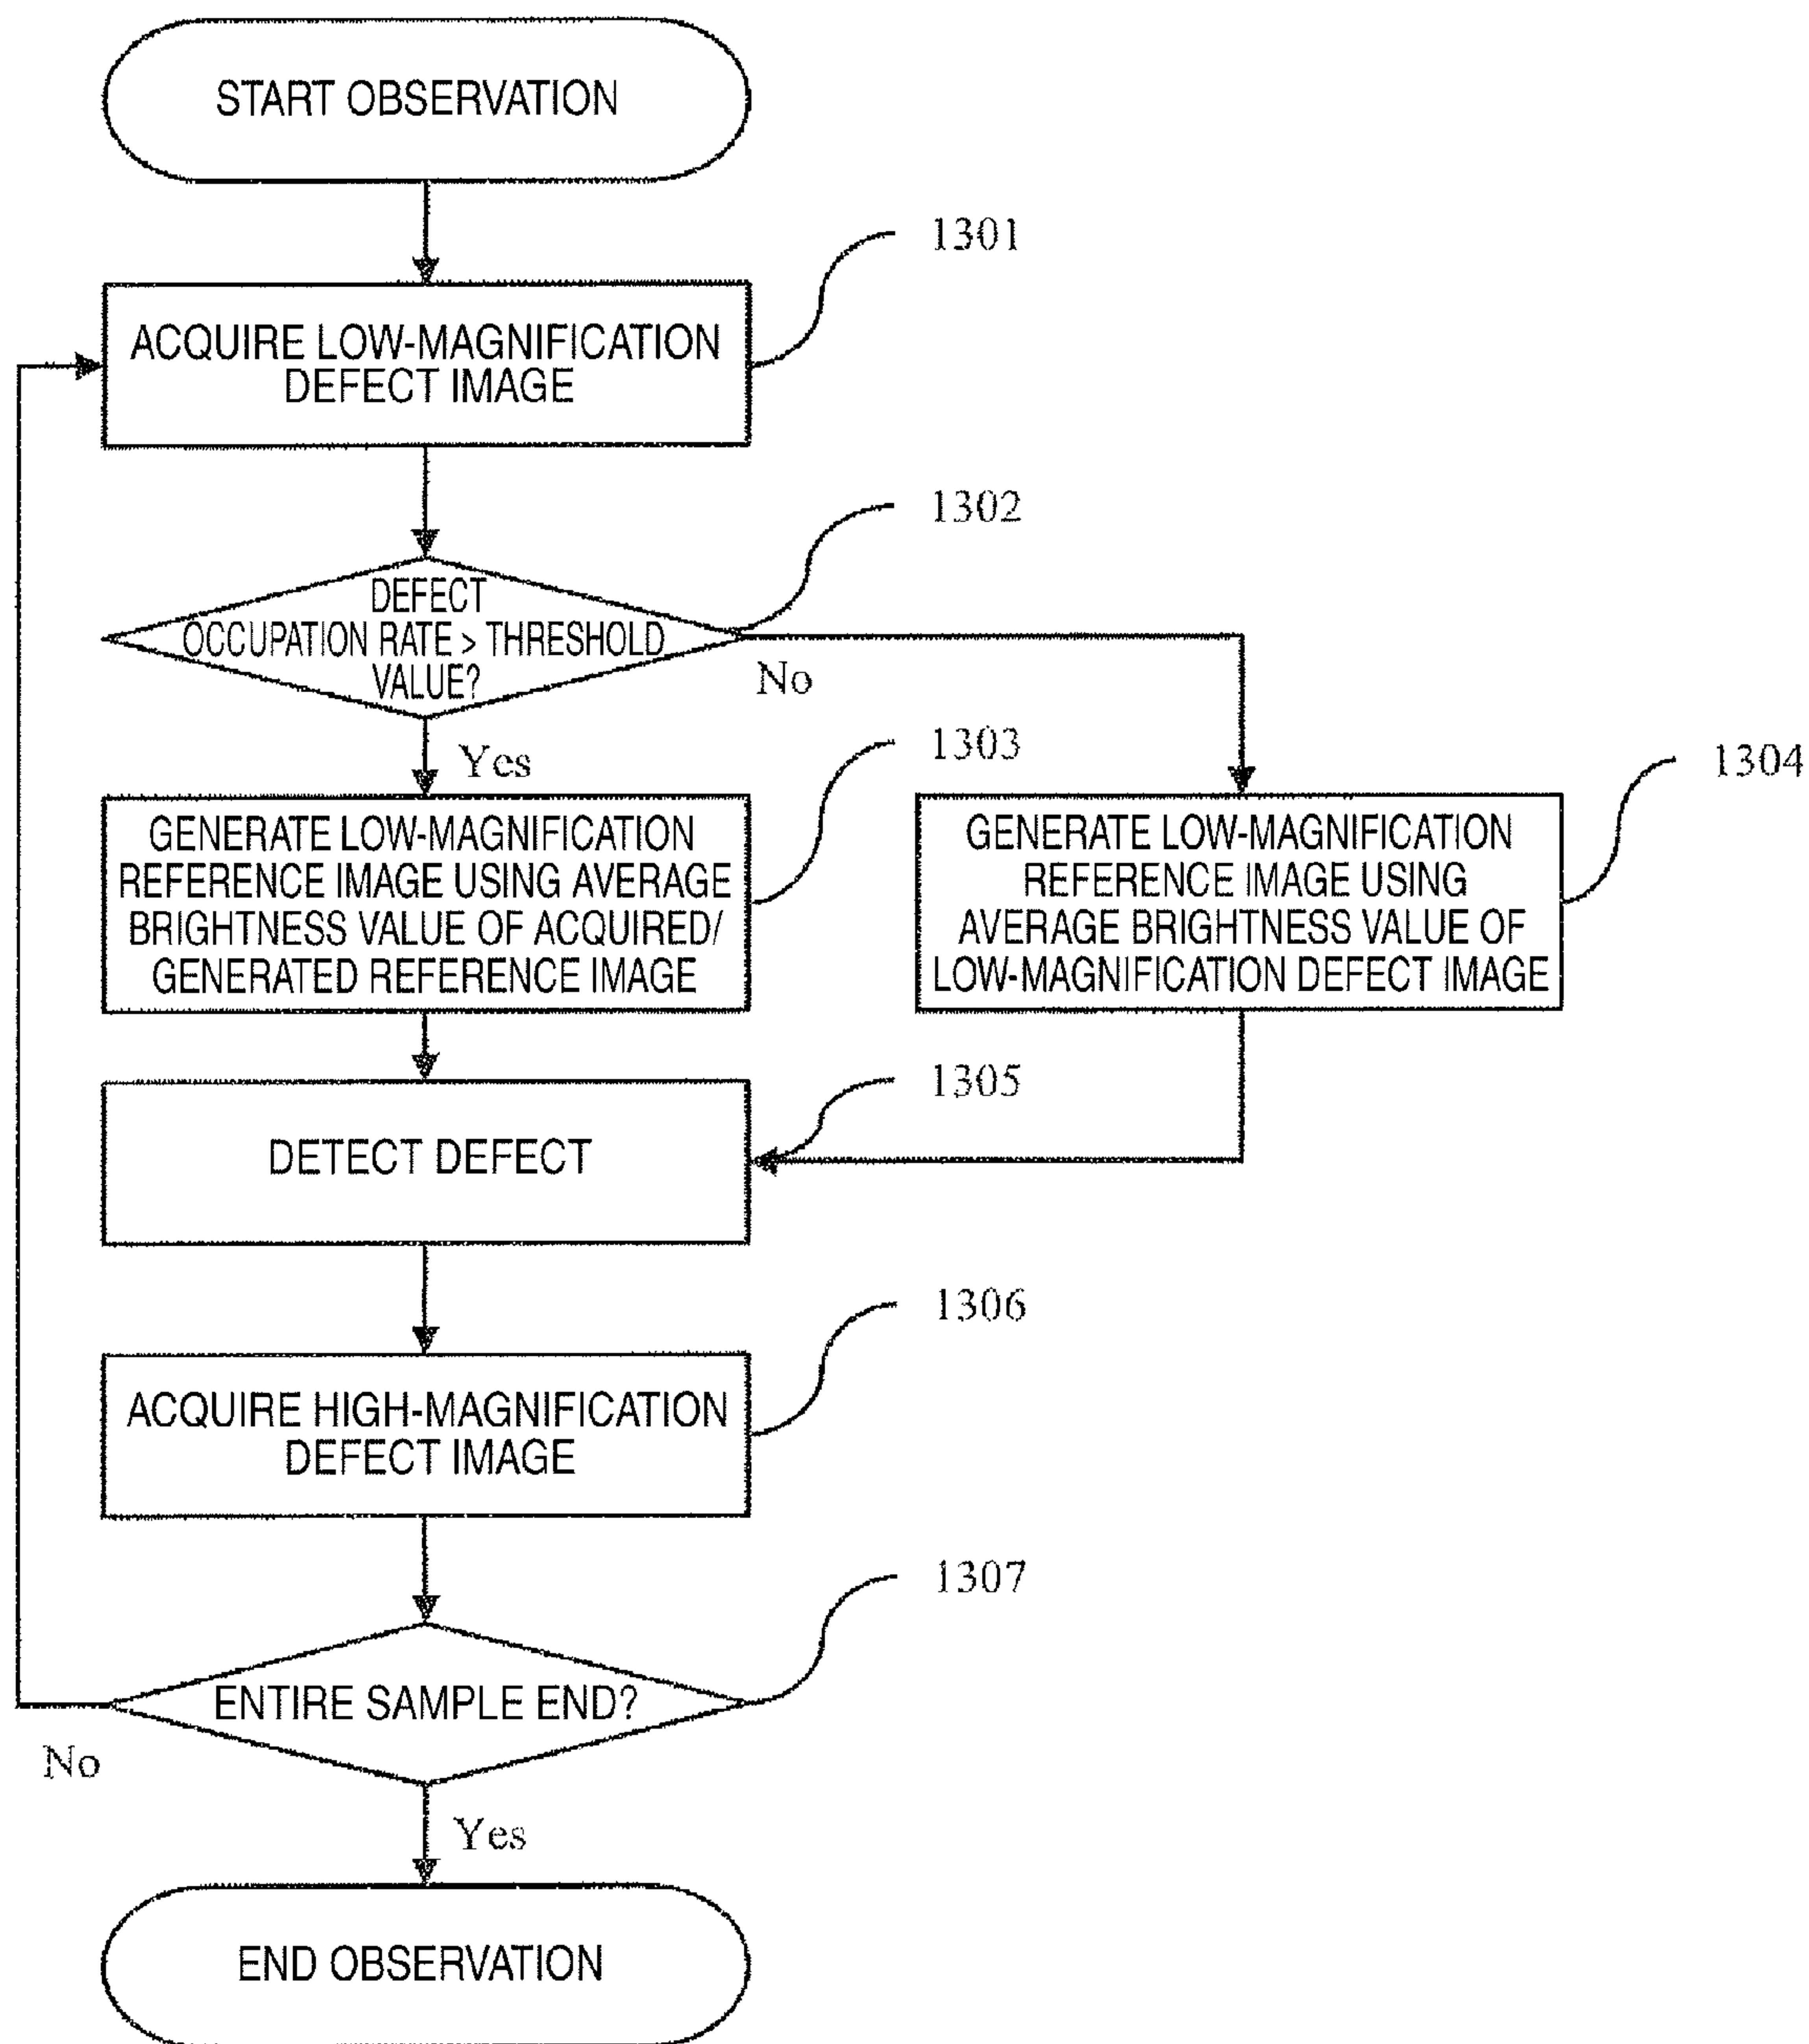 START OBSERVATION
1301
ACQUIRE LOW-MAGNIFICATION
DEFECT IMAGE
1302
DEFECT
OCCUPATION RATE > THRESHOLD
VALUE?
No
Yes
1303
1304
GENERATE LOW-MAGNIFICATION
REFERENCE IMAGE USING AVERAGE
BRIGHTNESS VALUE OF ACQUIRED/
GENERATED REFERENCE IMAGE
GENERATE LOW-MAGNIFICATION
REFERENCE IMAGE USING
AVERAGE BRIGHTNESS VALUE OF
LOW-MAGNIFICATION DEFECT IMAGE
1305
DETECT DEFECT
1306
ACQUIRE HIGH-MAGNIFICATION
DEFECT IMAGE
1307
ENTIRE SAMPLE END?
No
Yes
END OBSERVATION